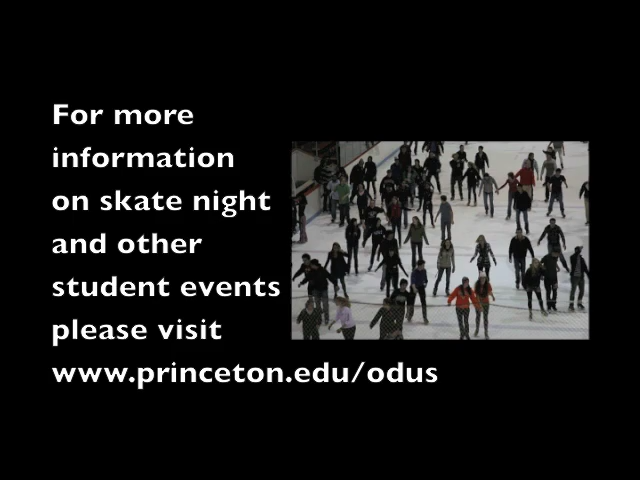 For more
information
on skate night
and other
student events
please visit
www.princeton.edu/odus